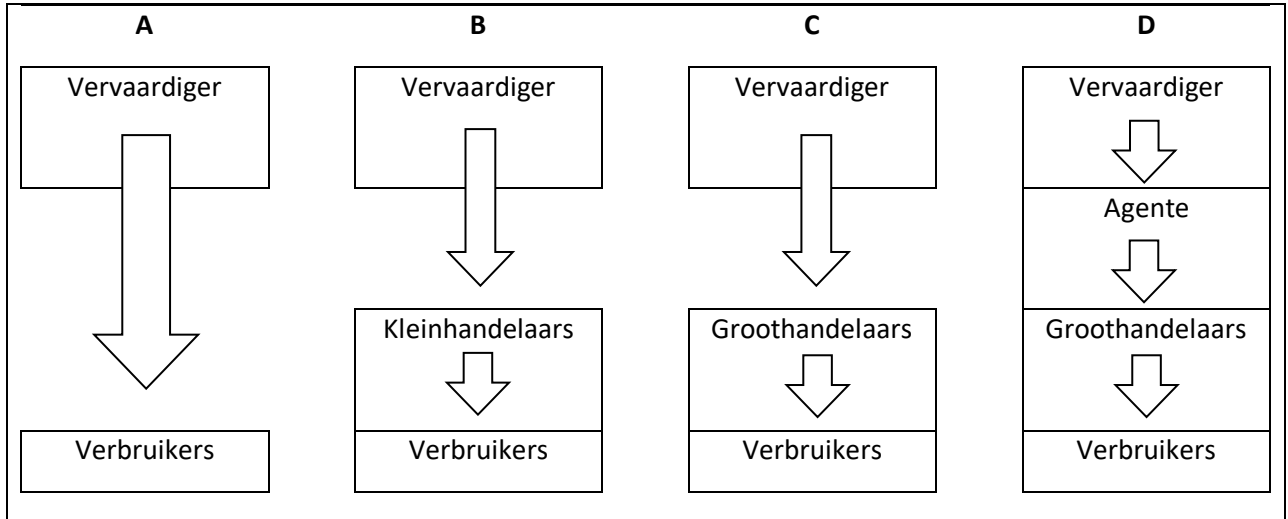 A B C D
Vervaardiger Vervaardiger Vervaardiger Vervaardiger
Agente
Kleinhandelaars Groothandelaars Groothandelaars
Verbruikers Verbruikers Verbruikers Verbruikers